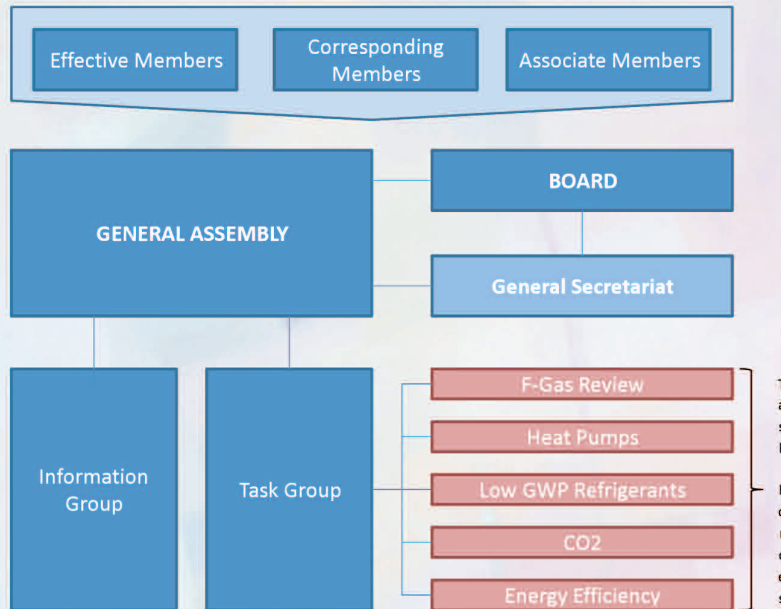 Effective Members
Corresponding
Members
Associate Members
GENERAL ASSEMBLY
BOARD
General Secretariat
Information
Group
Task Group
F-Gas Review
Heat Pumps
Low GWP Refrigerants
CO2
Energy Efficiency